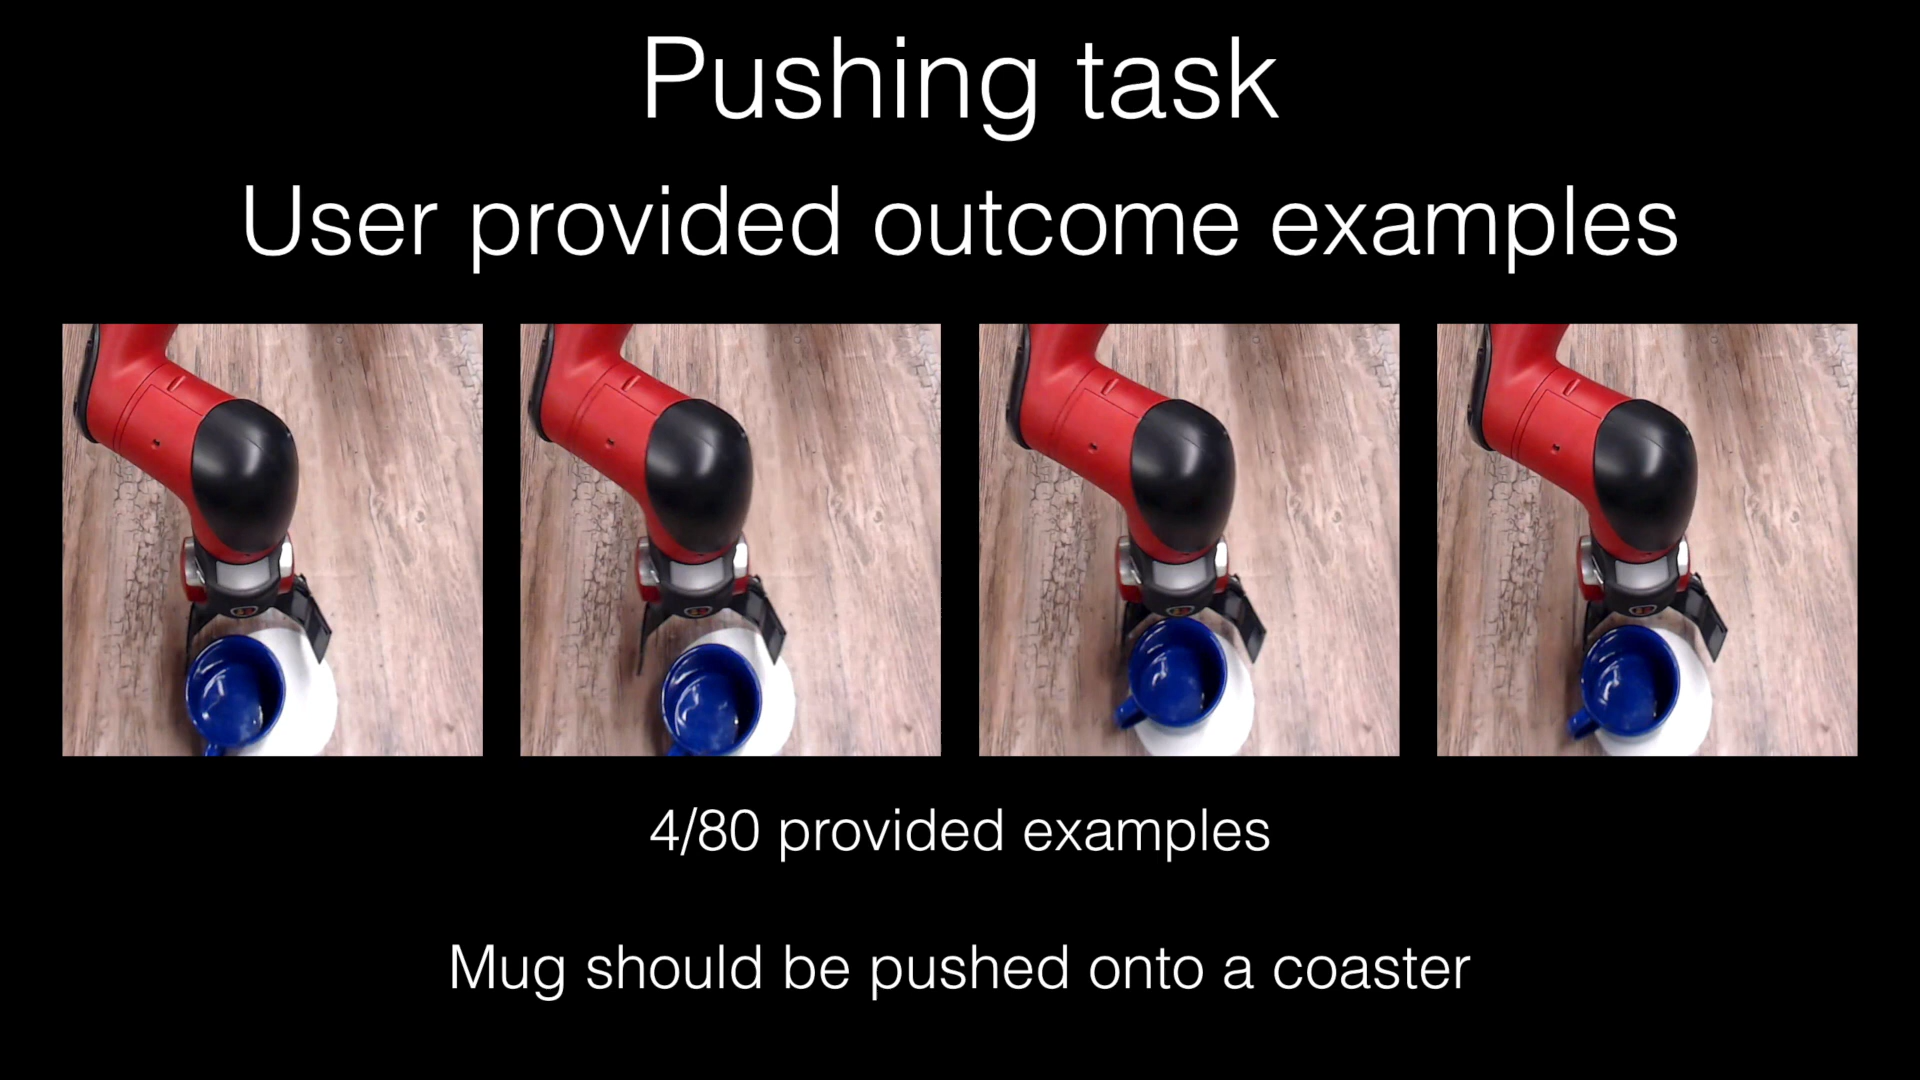 Pushing task
User provided outcome examples
4/80 provided examples
Mug should be pushed onto a coaster